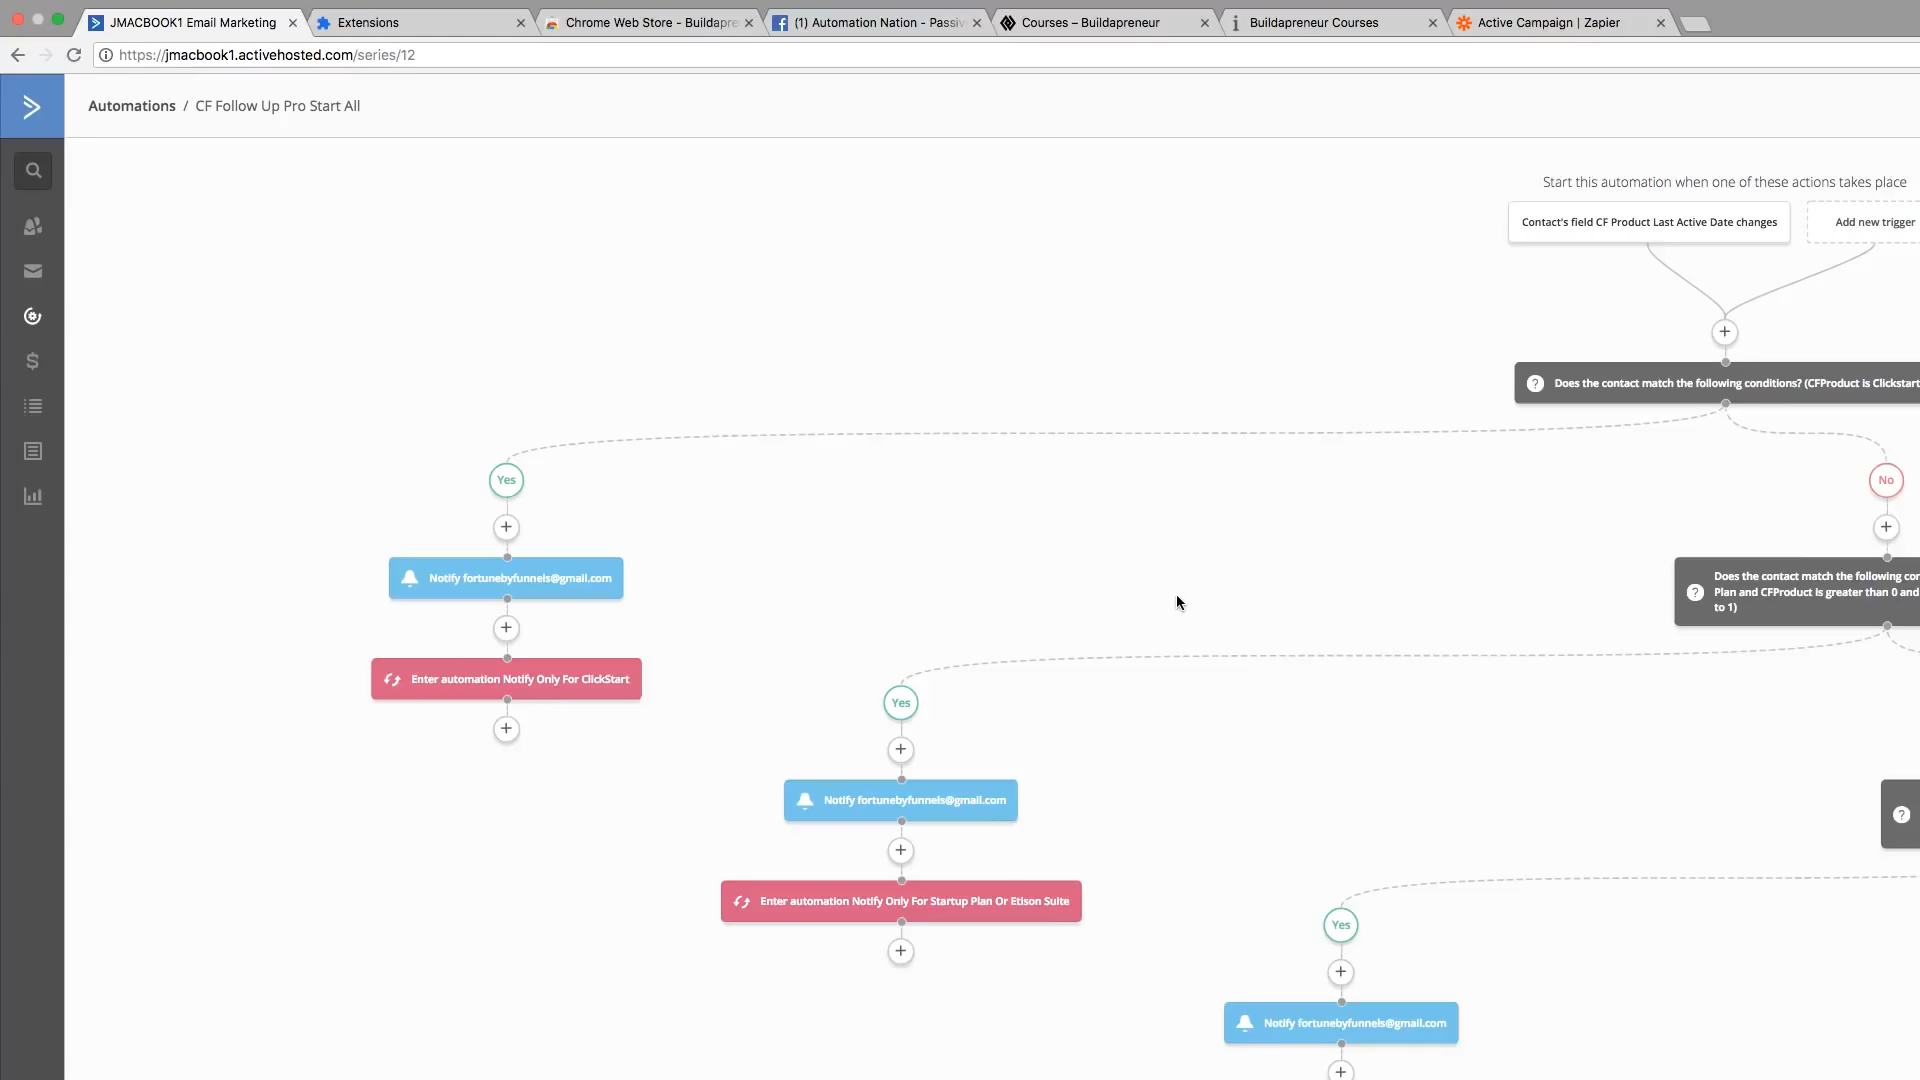 JMACBOOK1 Email Marketing
Extensions
Chrome Web Store - Buildapre
(1) Automation Nation - Passiv
Courses – Buildapreneur
Buildapreneur Courses
Active Campaign | Zapier
https://jmacbook1.activehosted.com/series/12
Automations / CF Follow Up Pro Start All
Start this automation when one of these actions takes place
Contact's field CF Product Last Active Date changes
Add new trigger
Does the contact match the following conditions? (CFProduct is Clickstart
Yes
No
Notify fortunebyfunnels@gmail.com
Does the contact match the following con
Plan and CFProduct is greater than 0 and
to 1)
Enter automation Notify Only For ClickStart
Yes
Notify fortunebyfunnels@gmail.com
Enter automation Notify Only For Startup Plan Or Etison Suite
Yes
Notify fortunebyfunnels@gmail.com